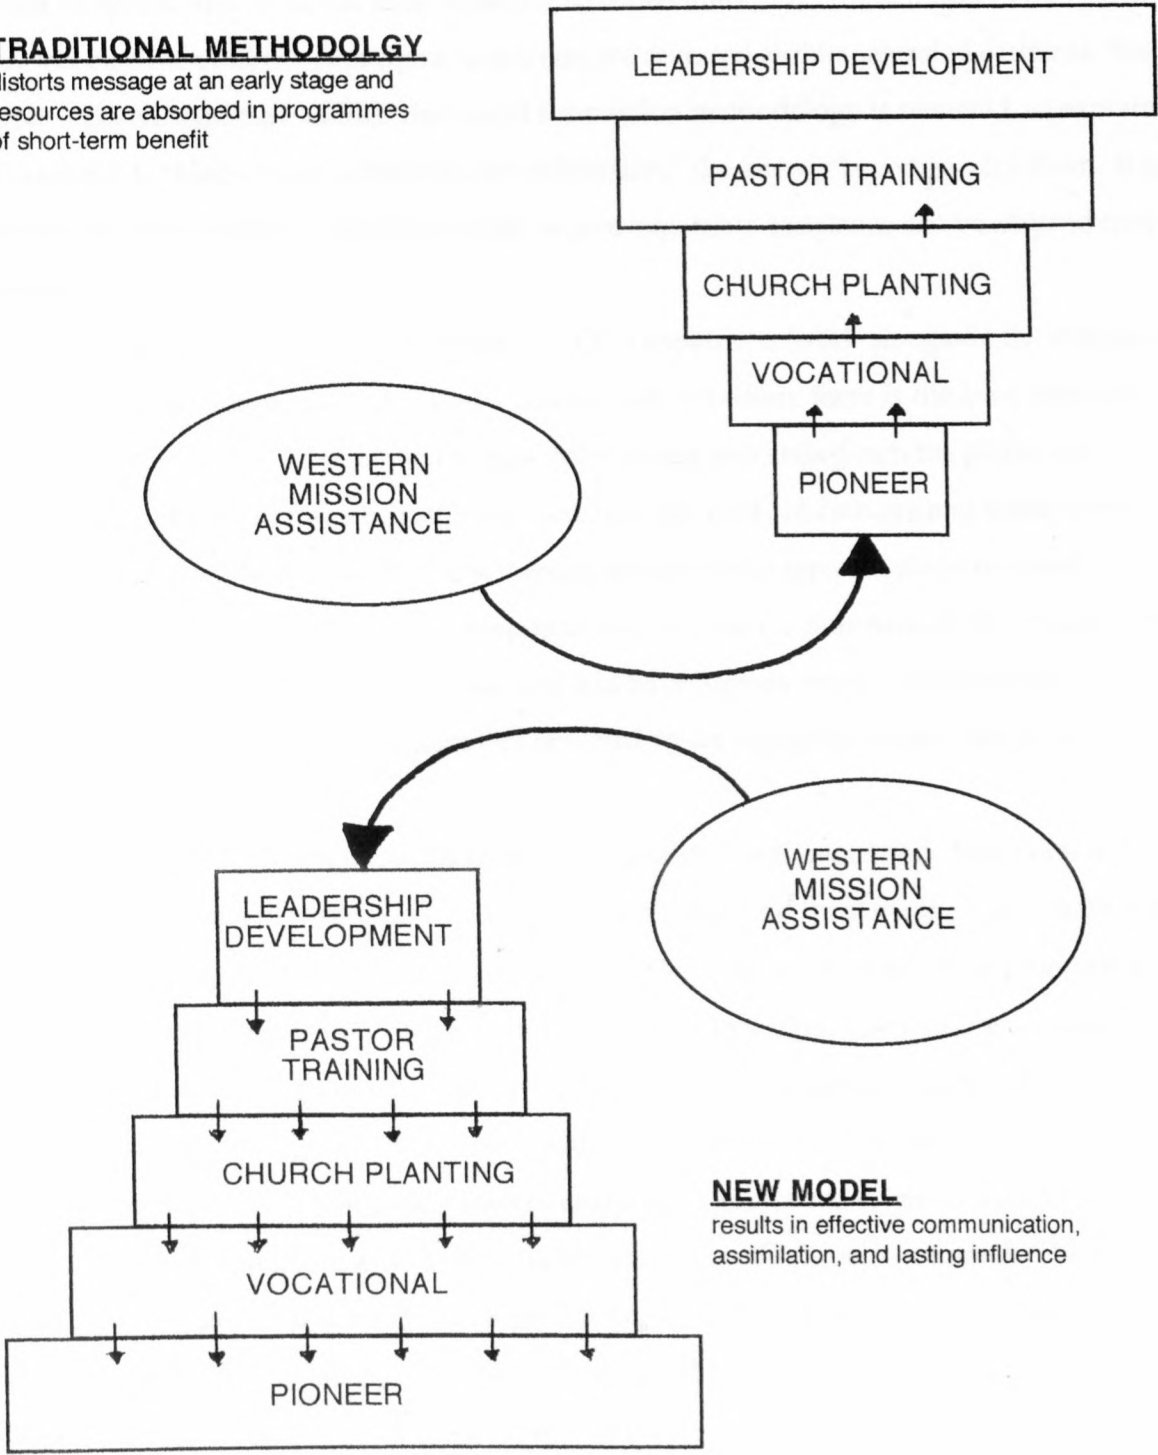 TRADITIONAL METHODOLGY
distorts message at an early stage and
resources are absorbed in programmes
of short-term benefit
LEADERSHIP DEVELOPMENT
PASTOR TRAINING
CHURCH PLANTING
VOCATIONAL
PIONEER
WESTERN
MISSION
ASSISTANCE
WESTERN
MISSION
ASSISTANCE
LEADERSHIP
DEVELOPMENT
PASTOR
TRAINING
CHURCH PLANTING
VOCATIONAL
PIONEER
NEW MODEL
results in effective communication,
assimilation, and lasting influence